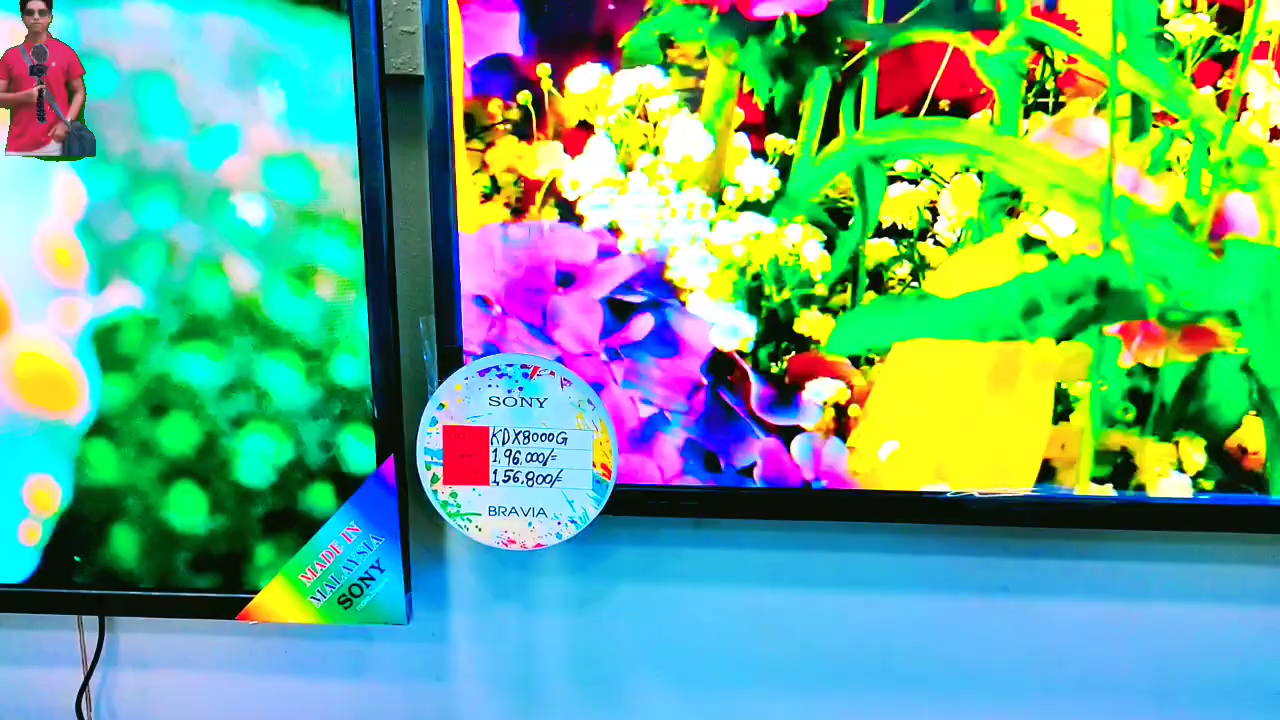 SONY
KDX8000G
1,96,000/=
1,56,800/=
BRAVIA
MADE IN
MALAYSIA
SONY